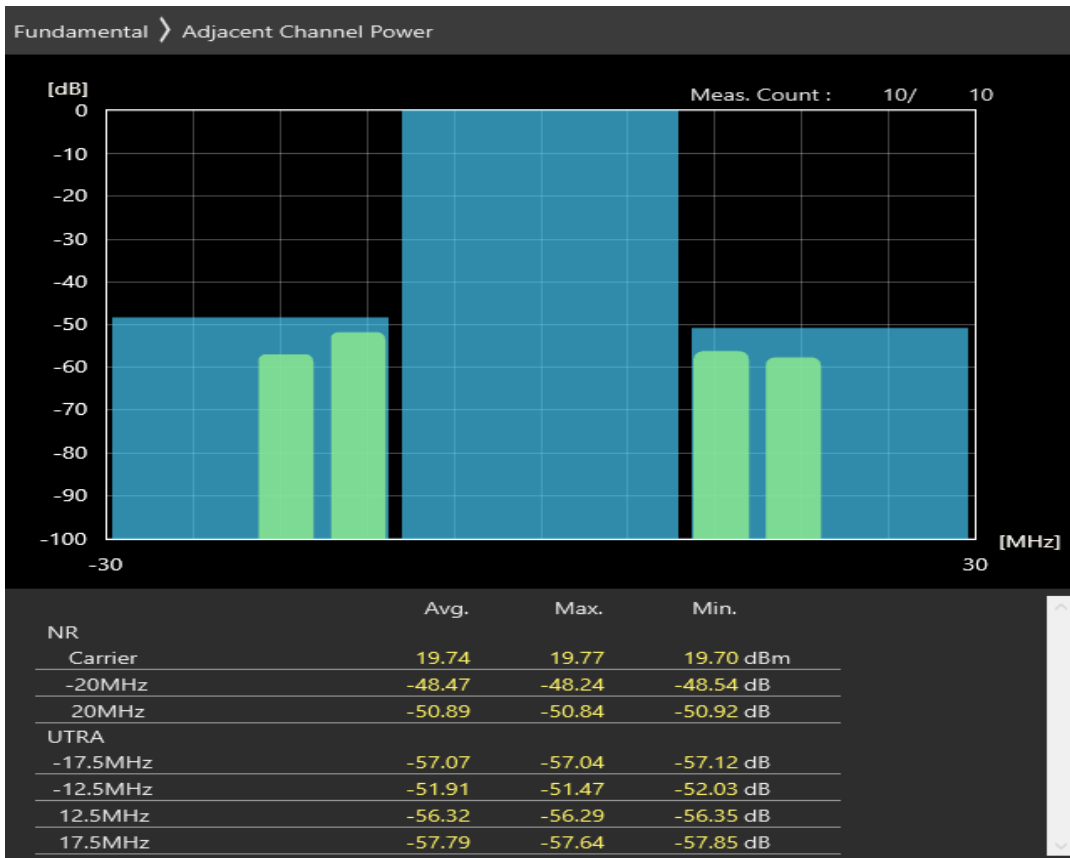 Fundamental 〉 Adjacent Channel Power
[dB]
Meas. Count : 10/ 10
0
-10
-20
-30
-40
-50
-60
-70
-80
-90
-100
[MHz]
-30 30
Avg. Max. Min.
NR
Carrier 19.74 19.77 19.70 dBm
-20MHz -48.47 -48.24 -48.54 dB
20MHz -50.89 -50.84 -50.92 dB
UTRA
-17.5MHz -57.07 -57.04 -57.12 dB
-12.5MHz -51.91 -51.47 -52.03 dB
12.5MHz -56.32 -56.29 -56.35 dB
17.5MHz -57.79 -57.64 -57.85 dB